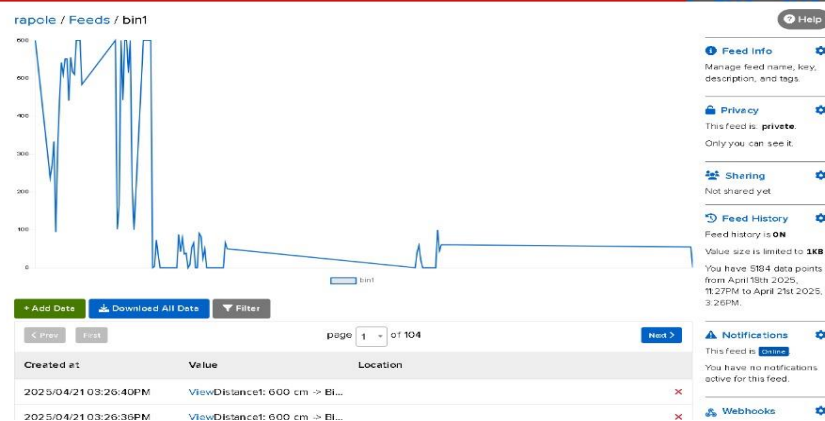 rapole / Feeds / bin1
Help
600
500
400
300
200
100
0
bin1
+ Add Data
Download All Data
Filter
< Prev
First
page 1 of 104
Next >
Created at
Value
Location
2025/04/21 03:26:40PM
ViewDistance1: 600 cm -> Bi...
×
2025/04/21 03:26:36PM
ViewDistance1: 600 cm -> Bi...
×
Feed Info
Manage feed name, key,
description, and tags.
Privacy
This feed is: private.
Only you can see it.
Sharing
Not shared yet
Feed History
Feed history is ON
Value size is limited to 1KB
You have 5184 data points
from April 18th 2025,
11:27PM to April 21st 2025,
3:26PM.
Notifications
This feed is Online
You have no notifications
active for this feed.
Webhooks